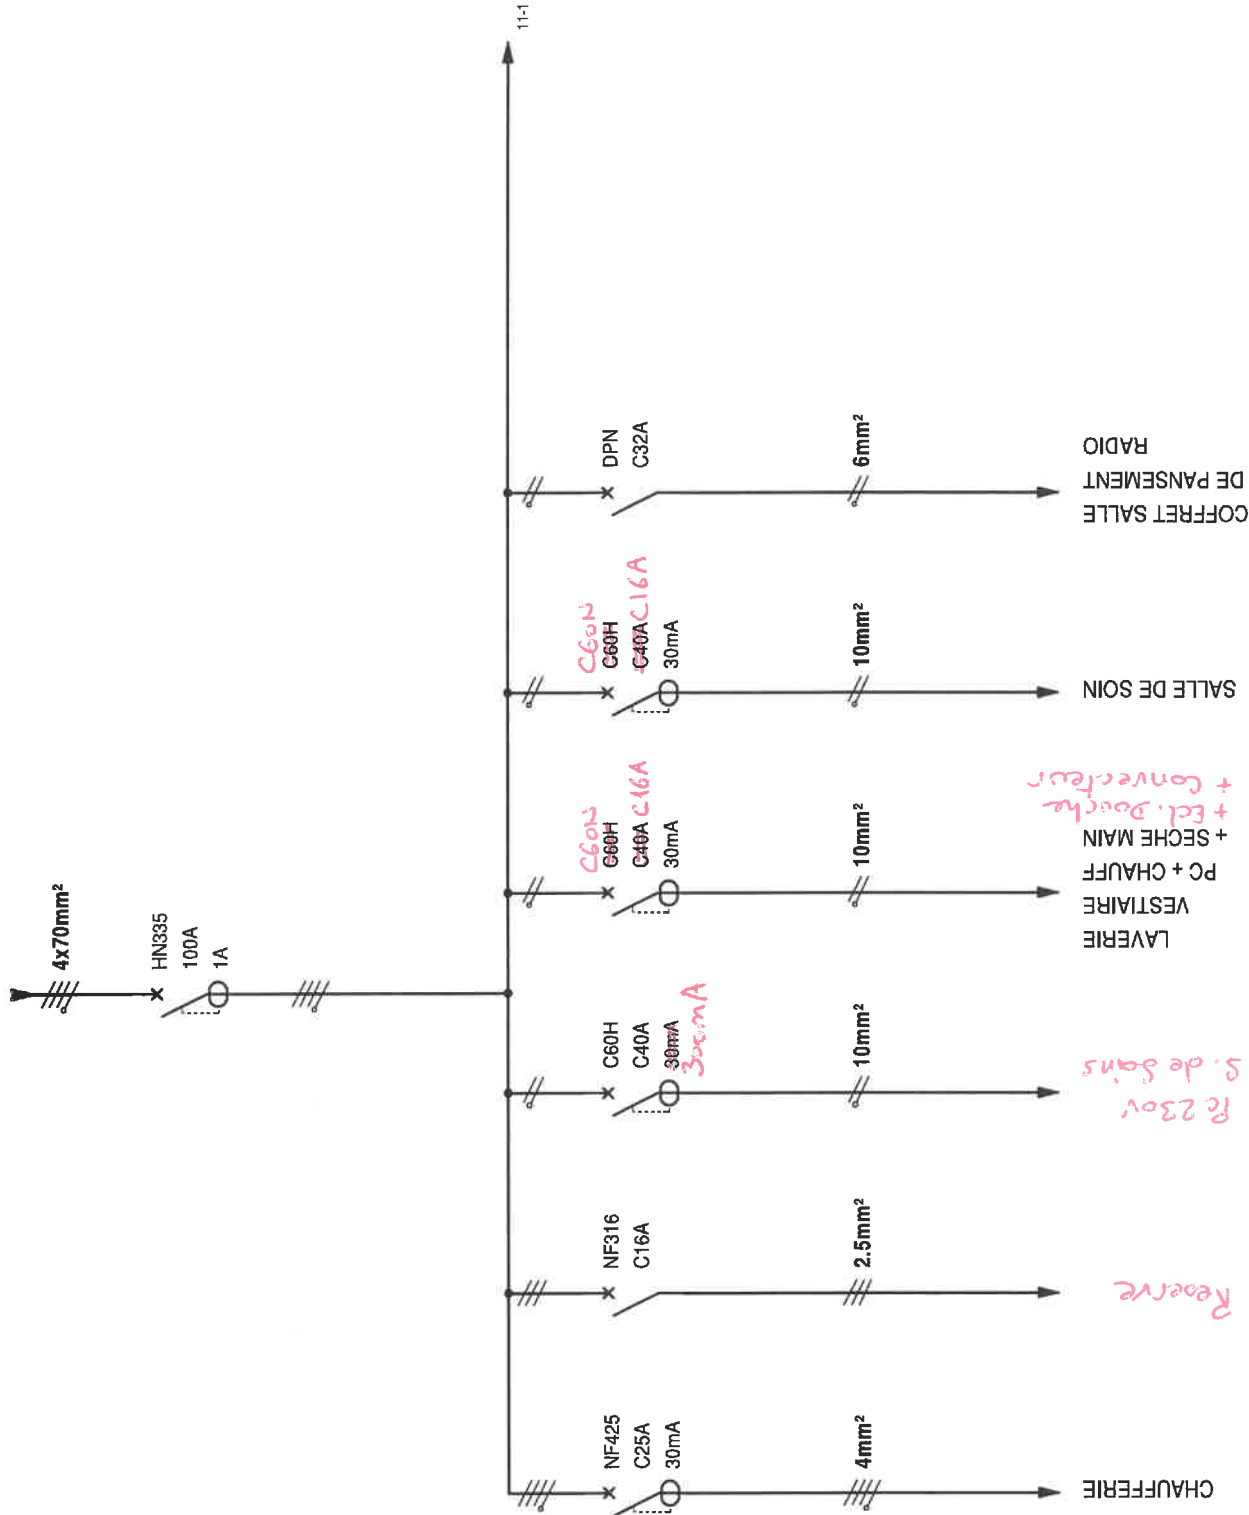 11-1
4x70mm²
HN335
100A
1A
DPN
C32A
6mm²
COFFRET SALLE
DE PANSEMENT
RADIO
C60N
C60H
C40A C16A
30mA
10mm²
SALLE DE SOIN
C60N
C60H
C40A C16A
30mA
10mm²
LAVERIE
VESTIAIRE
PC + CHAUFF
+ SECHE MAIN
+ Ecl. Douche
+ Convecteur
C60H
C40A
30mA
300mA
10mm²
Pc 230V
S. de Soins
NF316
C16A
2.5mm²
Reserve
NF425
C25A
30mA
4mm²
CHAUFFERIE